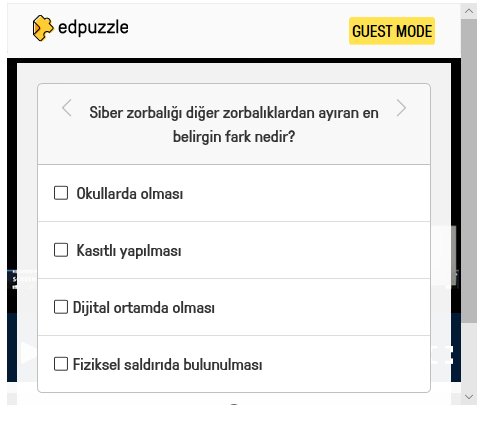 edpuzzle
GUEST MODE
Siber zorbalığı diğer zorbalıklardan ayıran en
belirgin fark nedir?
Okullarda olması
Kasıtlı yapılması
Dijital ortamda olması
Fiziksel saldırıda bulunulması